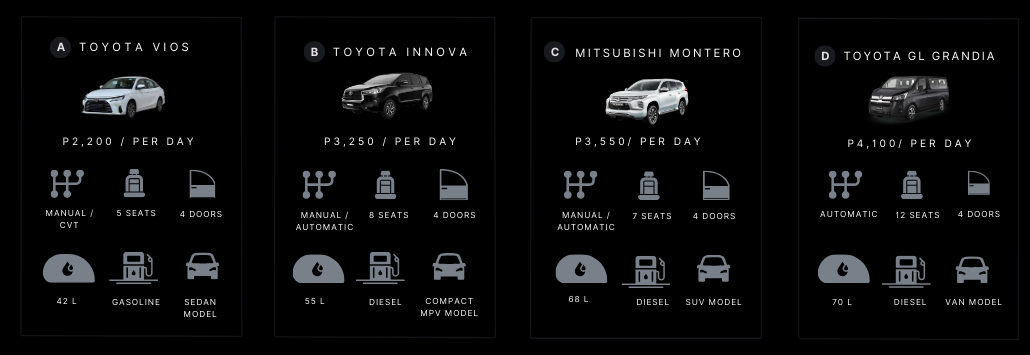 A TOYOTA VIOS
P2,200 / PER DAY
MANUAL /
CVT
5 SEATS
4 DOORS
42 L
GASOLINE
SEDAN
MODEL
B TOYOTA INNOVA
P3,250 / PER DAY
MANUAL /
AUTOMATIC
8 SEATS
4 DOORS
55 L
DIESEL
COMPACT
MPV MODEL
C MITSUBISHI MONTERO
P3,550/ PER DAY
MANUAL /
AUTOMATIC
7 SEATS
4 DOORS
68 L
DIESEL
SUV MODEL
D TOYOTA GL GRANDIA
P4,100/ PER DAY
AUTOMATIC
12 SEATS
4 DOORS
70 L
DIESEL
VAN MODEL